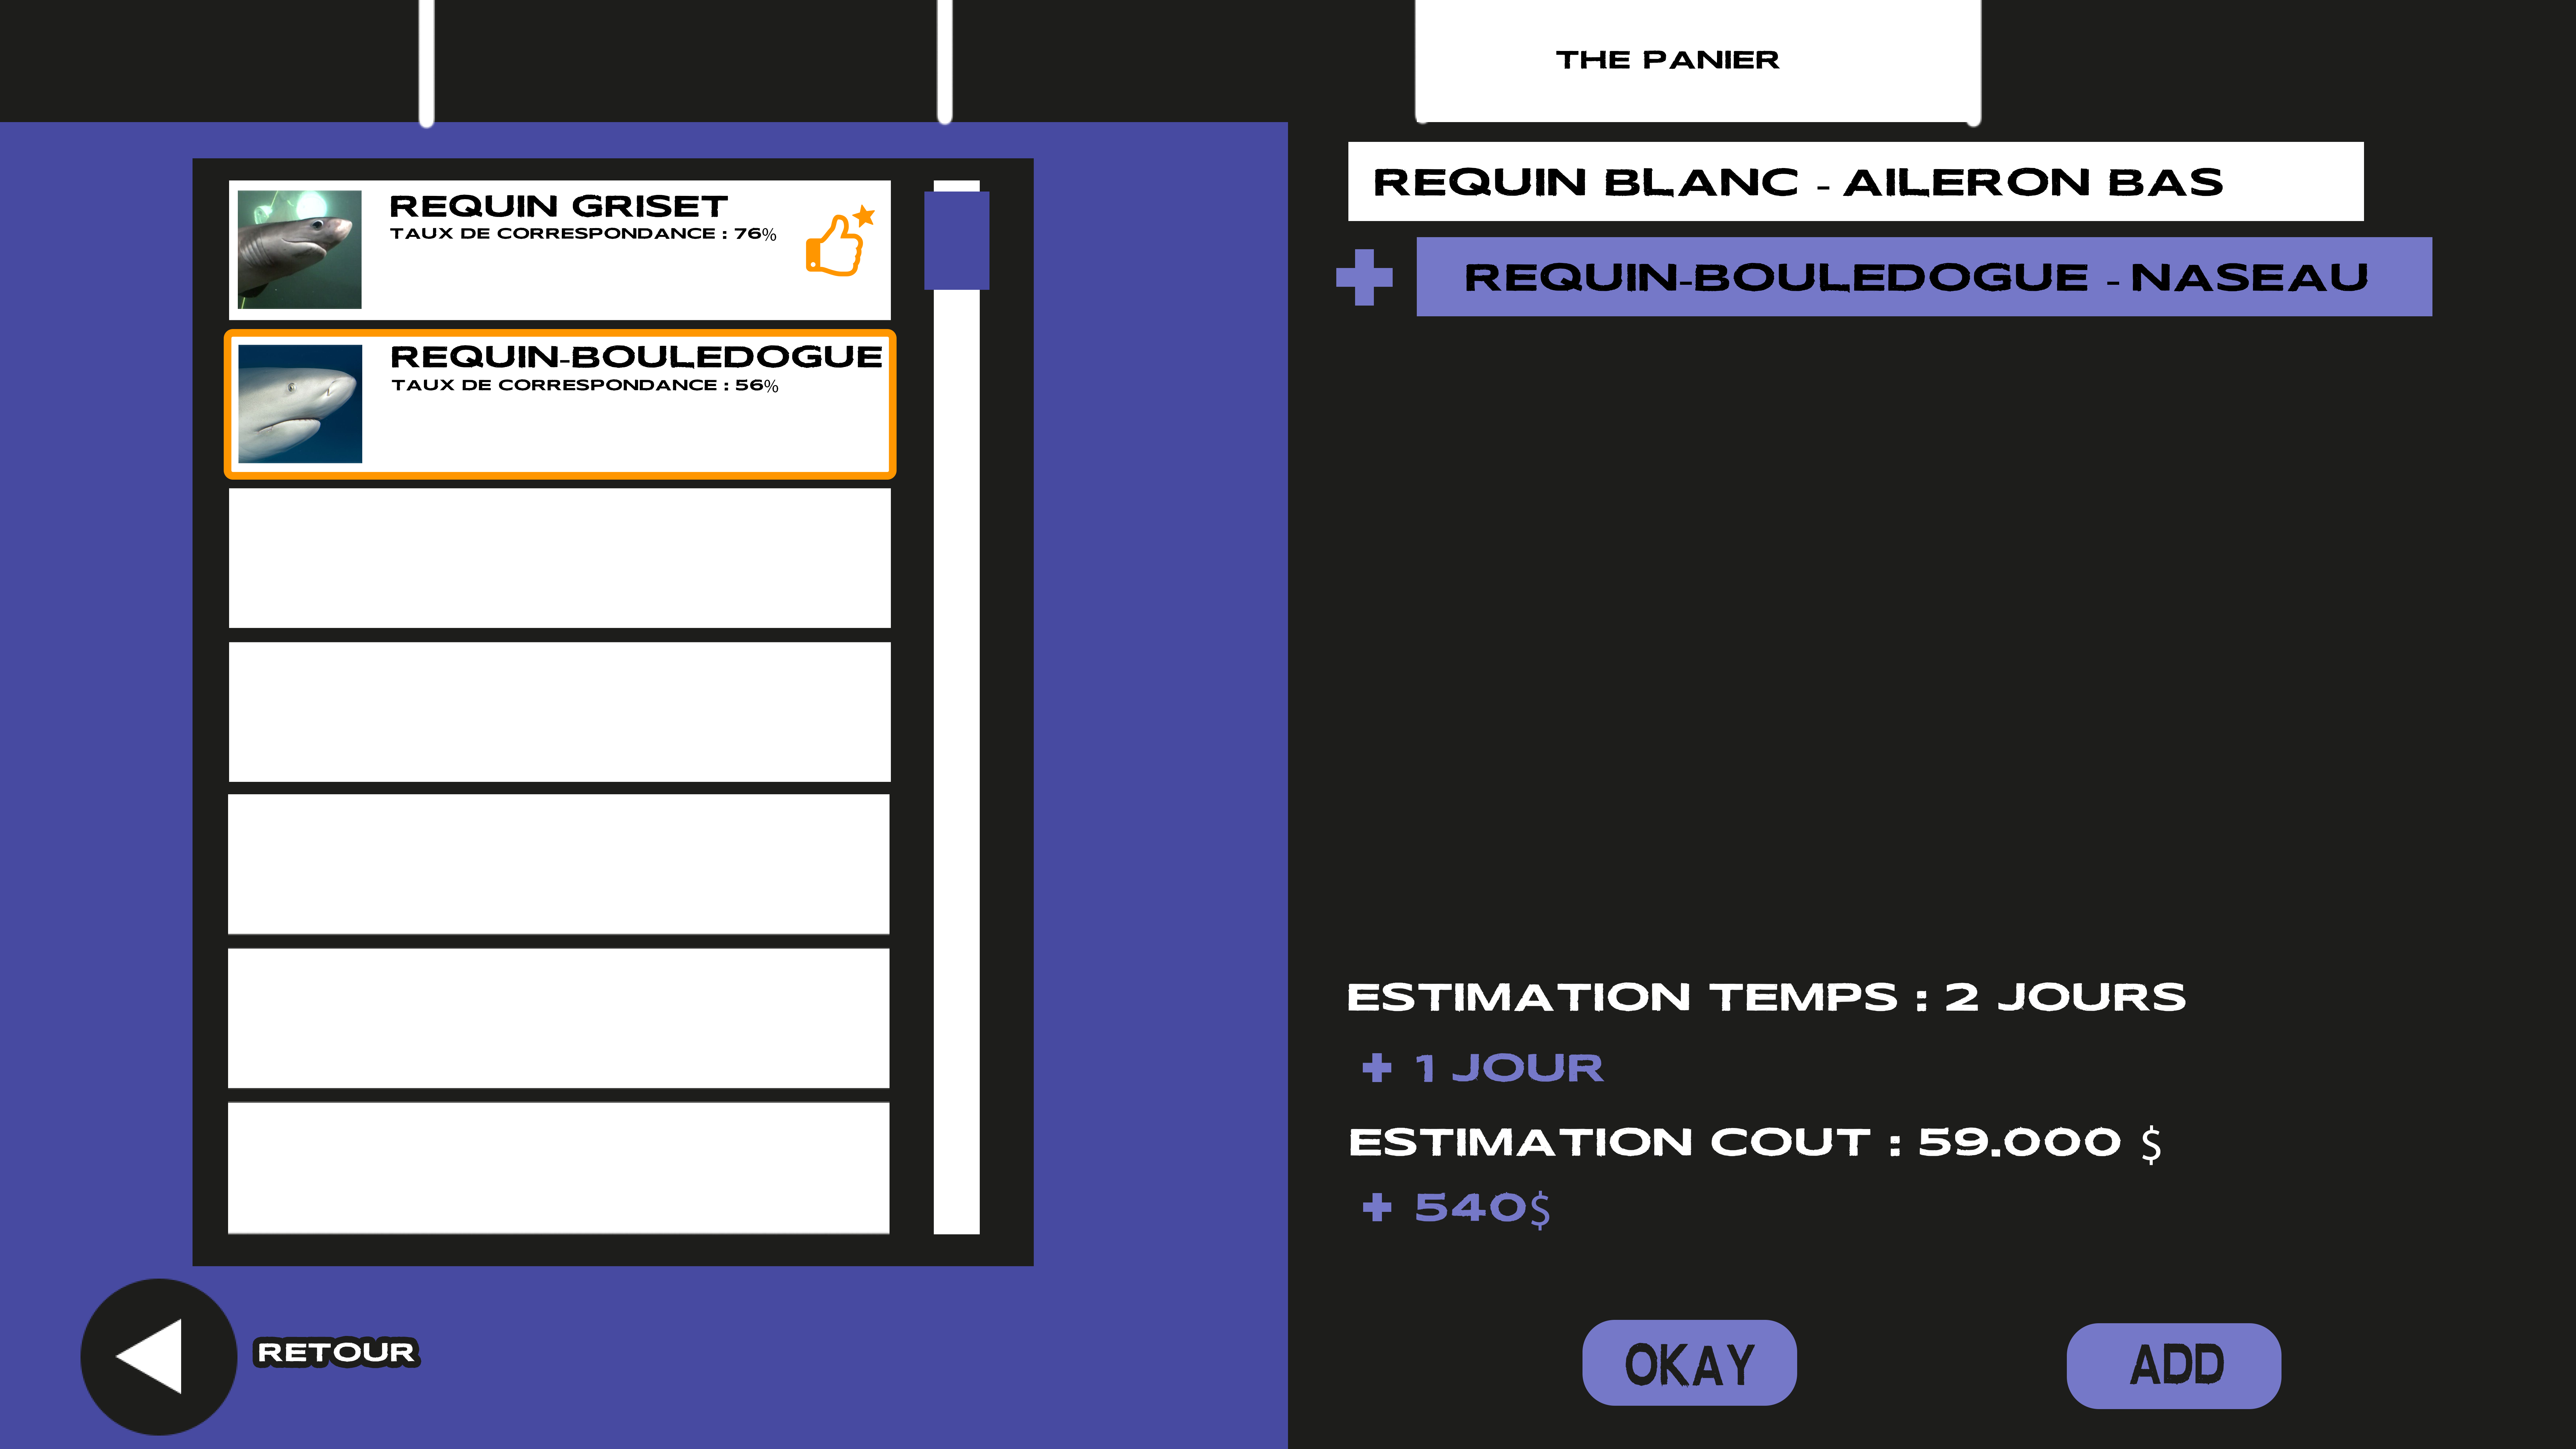 THE PANIER
REQUIN GRISET
TAUX DE CORRESPONDANCE : 76%
REQUIN-BOULEDOGUE
TAUX DE CORRESPONDANCE : 56%
RETOUR
REQUIN BLANC - AILERON BAS
REQUIN-BOULEDOGUE - NASEAU
ESTIMATION TEMPS : 2 JOURS
+ 1 JOUR
ESTIMATION COUT : 59.000 $
+ 540$
OKAY
ADD